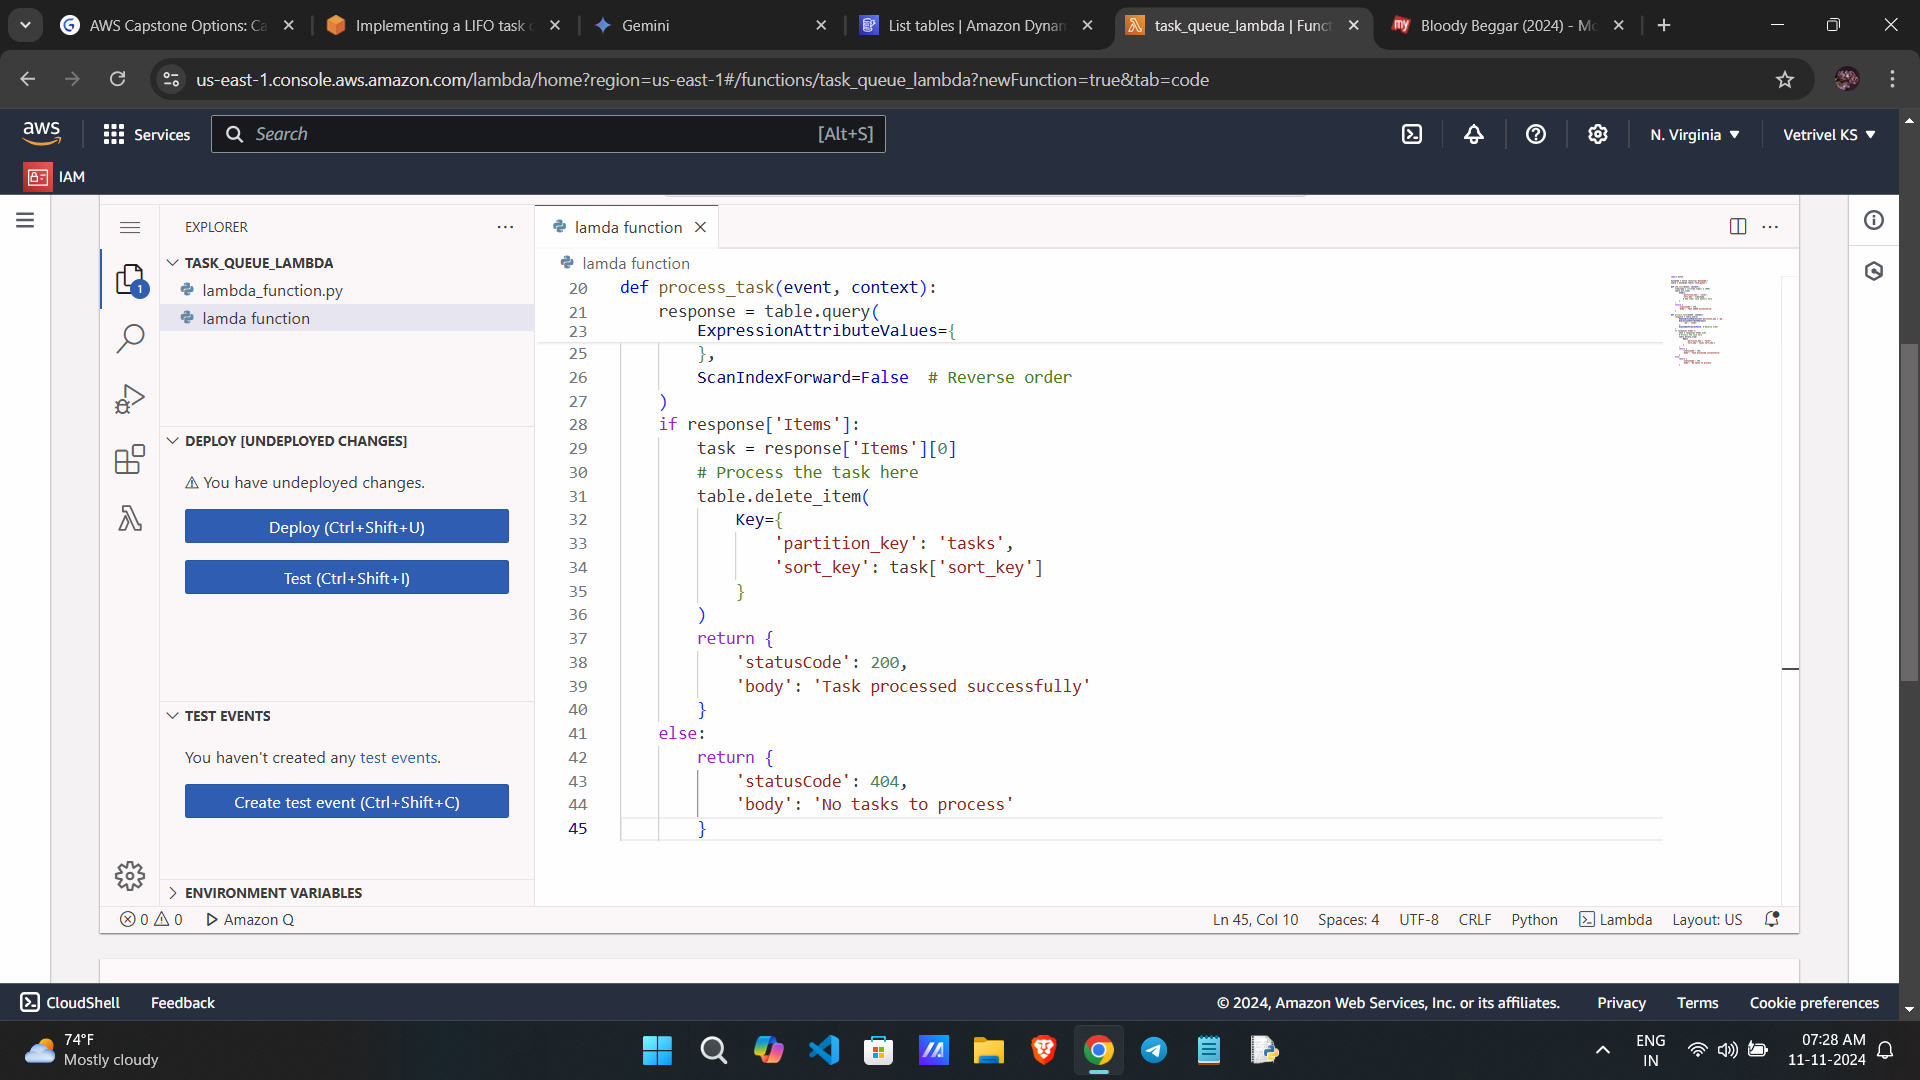 AWS Capstone Options: Ca
Implementing a LIFO task
Gemini
List tables | Amazon Dynam
task_queue_lambda | Funct
Bloody Beggar (2024) - Mo
us-east-1.console.aws.amazon.com/lambda/home?region=us-east-1#/functions/task_queue_lambda?newFunction=true&tab=code
aws
Services
Search
[Alt+S]
N. Virginia
Vetrivel KS
IAM
EXPLORER
TASK_QUEUE_LAMBDA
1
lambda_function.py
lamda function
DEPLOY [UNDEPLOYED CHANGES]
You have undeployed changes.
Deploy (Ctrl+Shift+U)
Test (Ctrl+Shift+I)
TEST EVENTS
You haven't created any test events.
Create test event (Ctrl+Shift+C)
ENVIRONMENT VARIABLES
lamda function
lamda function
20 def process_task(event, context):
21 response = table.query(
23 ExpressionAttributeValues={
25 },
26 ScanIndexForward=False # Reverse order
27 )
28 if response['Items']:
29 task = response['Items'][0]
30 # Process the task here
31 table.delete_item(
32 Key={
33 'partition_key': 'tasks',
34 'sort_key': task['sort_key']
35 }
36 )
37 return {
38 'statusCode': 200,
39 'body': 'Task processed successfully'
40 }
41 else:
42 return {
43 'statusCode': 404,
44 'body': 'No tasks to process'
45 }
0 0 Amazon Q
Ln 45, Col 10 Spaces: 4 UTF-8 CRLF Python Lambda Layout: US
CloudShell Feedback
© 2024, Amazon Web Services, Inc. or its affiliates. Privacy Terms Cookie preferences
74°F
Mostly cloudy
my
ENG
IN
07:28 AM
11-11-2024